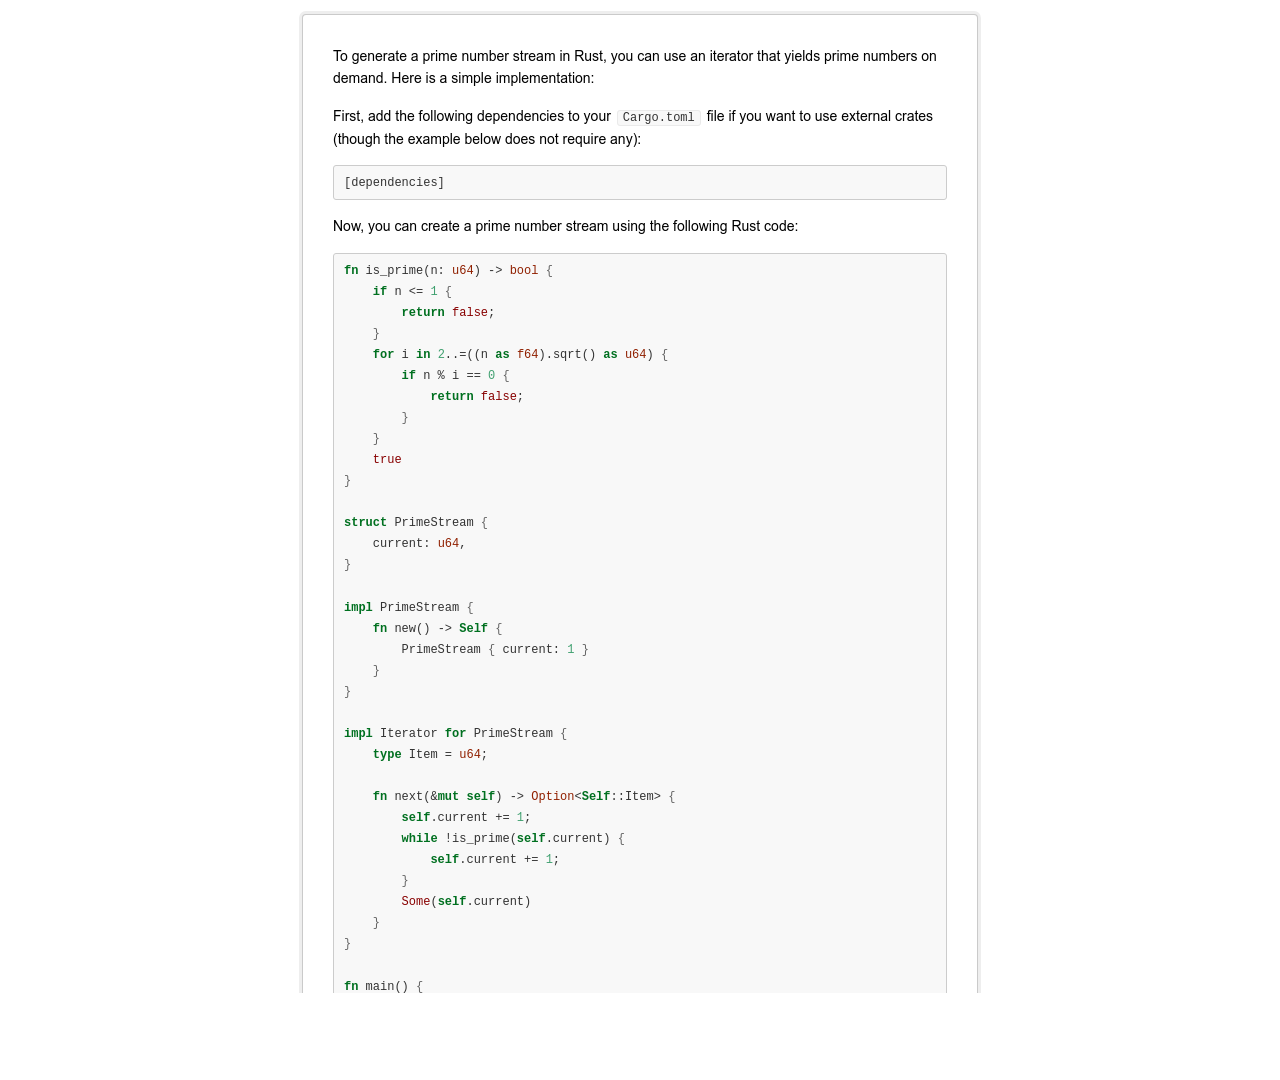 To generate a prime number stream in Rust, you can use an iterator that yields prime numbers on
demand. Here is a simple implementation:
First, add the following dependencies to your Cargo.toml file if you want to use external crates
(though the example below does not require any):
[dependencies]
Now, you can create a prime number stream using the following Rust code:
fn is_prime(n: u64) -> bool {
    if n <= 1 {
        return false;
    }
    for i in 2..=((n as f64).sqrt() as u64) {
        if n % i == 0 {
            return false;
        }
    }
    true
}

struct PrimeStream {
    current: u64,
}

impl PrimeStream {
    fn new() -> Self {
        PrimeStream { current: 1 }
    }
}

impl Iterator for PrimeStream {
    type Item = u64;

    fn next(&mut self) -> Option<Self::Item> {
        self.current += 1;
        while !is_prime(self.current) {
            self.current += 1;
        }
        Some(self.current)
    }
}

fn main() {